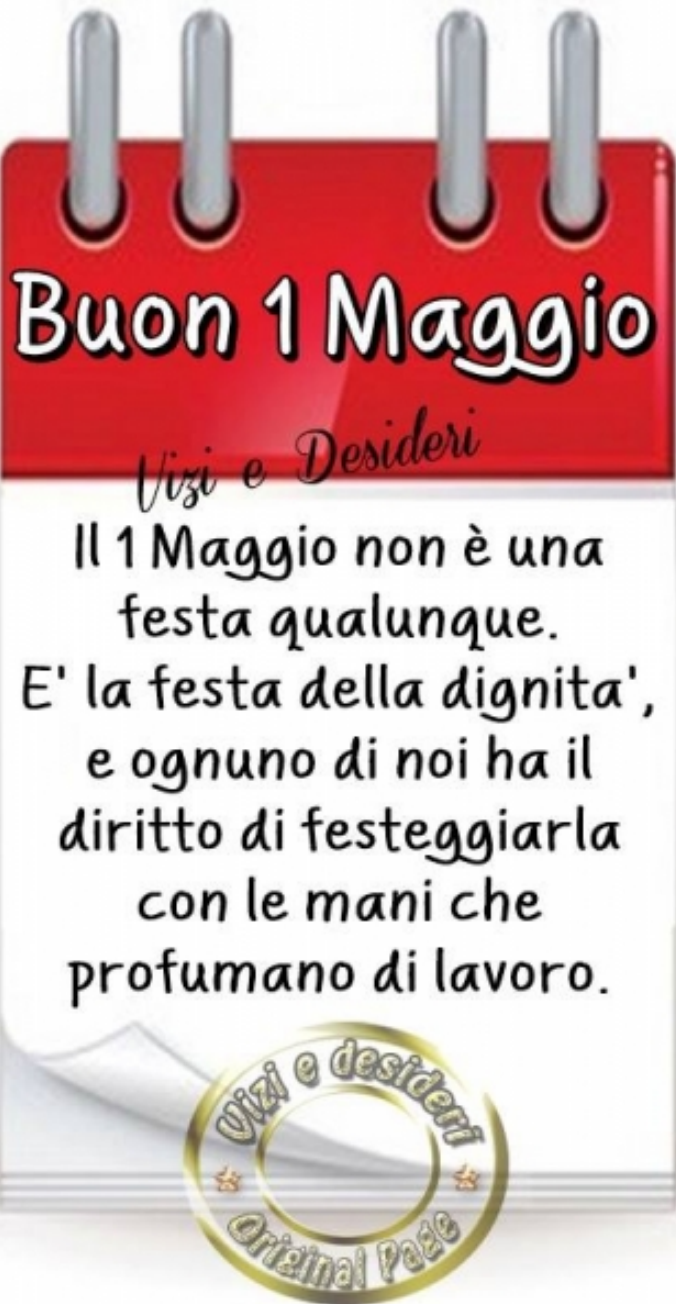 Buon 1 Maggio
Vizi e Desideri
Il 1 Maggio non è una
festa qualunque.
E' la festa della dignita',
e ognuno di noi ha il
diritto di festeggiarla
con le mani che
profumano di lavoro.
Vizi e desideri
Original Page